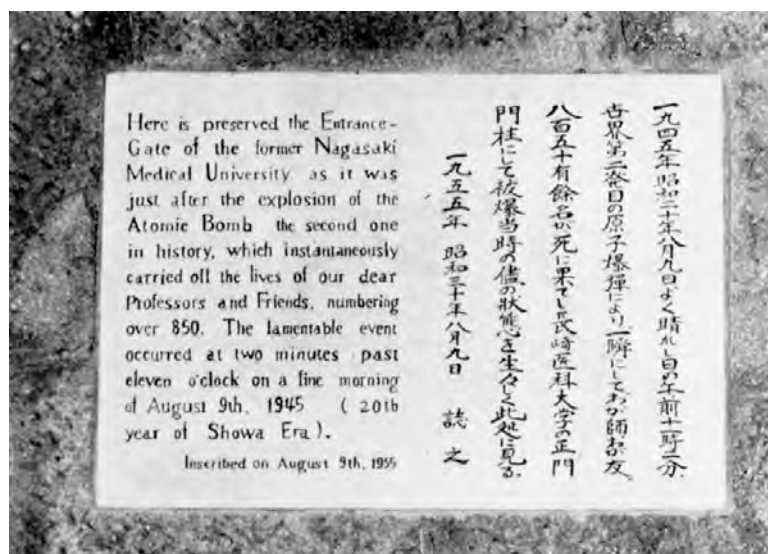 Here is preserved the Entrance-
Gate of the former Nagasaki
Medical University as it was
just after the explosion of the
Atomic Bomb the second one
in history, which instantaneously
carried off the lives of our dear
Professors and Friends, numbering
over 850. The lamentable event
occurred at two minutes past
eleven o'clock on a fine morning
of August 9th, 1945 ( 20th
year of Showa Era ).
Inscribed on August 9th, 1955
一九四五年昭和二十年八月九日よく晴れし日の午前十一時二分、
世界第二発目の原子爆弾により、一瞬にしてわが師わが友、
八百五十有餘名が死に果てし長崎医科大学の正門
門柱にして被爆当時の儘の状態を生々しく此処に見る。
一九五五年 昭和三十年八月九日 誌之